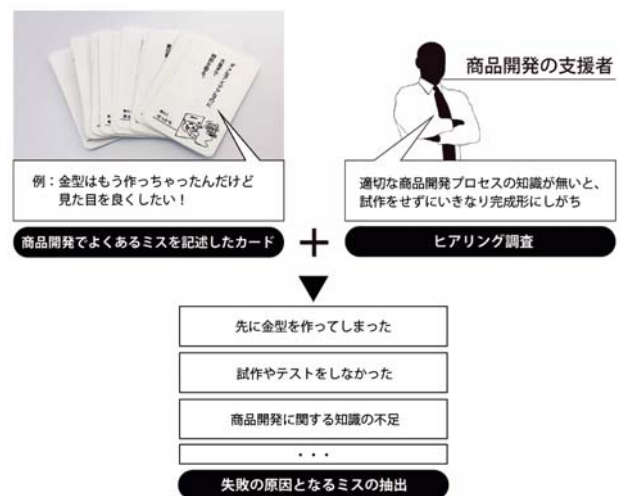 商品開発の支援者
例：金型はもう作っちゃったんだけど
見た目を良くしたい！
適切な商品開発プロセスの知識が無いと、
試作をせずにいきなり完成形にしがち
商品開発でよくあるミスを記述したカード
+
ヒアリング調査
先に金型を作ってしまった
試作やテストをしなかった
商品開発に関する知識の不足
・・・
失敗の原因となるミスの抽出